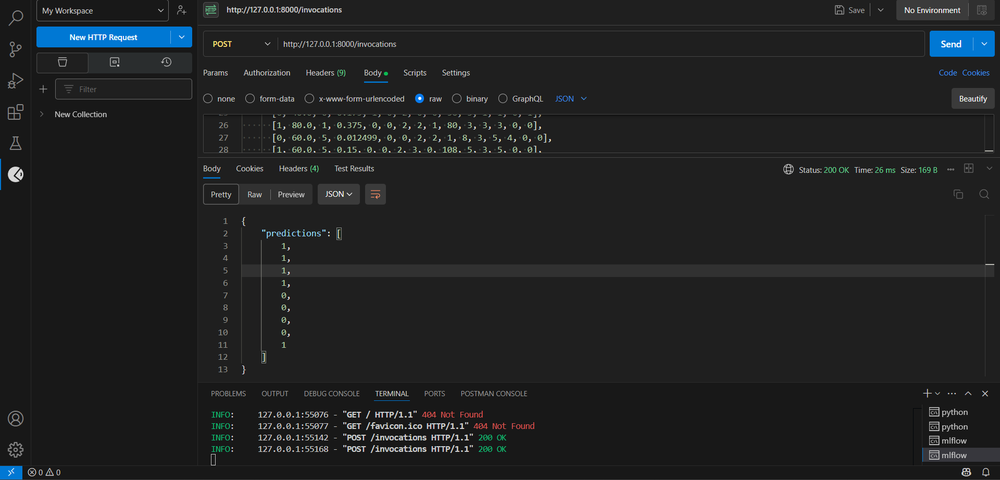 My Workspace
http://127.0.0.1:8000/invocations
Save
No Environment
New HTTP Request
POST
http://127.0.0.1:8000/invocations
Send
Params Authorization Headers (9) Body Scripts Settings
Code Cookies
Filter
none form-data x-www-form-urlencoded raw binary GraphQL JSON
Beautify
New Collection
26 [1, 80.0, 1, 0.375, 0, 0, 2, 2, 1, 80, 3, 3, 3, 0, 0],
27 [0, 60.0, 5, 0.012499, 0, 0, 2, 2, 1, 8, 3, 5, 4, 0, 0],
28 [1, 60.0, 5, 0.15, 0, 0, 2, 3, 0, 108, 5, 3, 5, 0, 0],
Body Cookies Headers (4) Test Results
Status: 200 OK Time: 26 ms Size: 169 B
Pretty Raw Preview JSON
1 {
2 "predictions": [
3 1,
4 1,
5 1,
6 1,
7 0,
8 0,
9 0,
10 0,
11 1
12 ]
13 }
PROBLEMS OUTPUT DEBUG CONSOLE TERMINAL PORTS POSTMAN CONSOLE
INFO: 127.0.0.1:55076 - "GET / HTTP/1.1" 404 Not Found
INFO: 127.0.0.1:55077 - "GET /favicon.ico HTTP/1.1" 404 Not Found
INFO: 127.0.0.1:55142 - "POST /invocations HTTP/1.1" 200 OK
INFO: 127.0.0.1:55168 - "POST /invocations HTTP/1.1" 200 OK
python
python
mlflow
mlflow
0 0